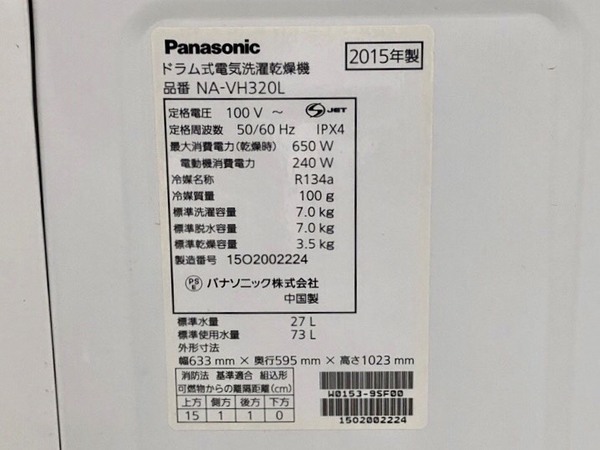 Panasonic
2015年製
ドラム式電気洗濯乾燥機
品番 NA-VH320L
定格電圧 100 V ~ S JET
定格周波数 50/60 Hz IPX4
最大消費電力(乾燥時) 650 W
電動機消費電力 240 W
冷媒名称 R134a
冷媒質量 100 g
標準洗濯容量 7.0 kg
標準脱水容量 7.0 kg
標準乾燥容量 3.5 kg
製造番号 15O2002224
PS E パナソニック株式会社
中国製
標準水量 27 L
標準使用水量 73 L
外形寸法
幅633 mm × 奥行595 mm × 高さ1023 mm
消防法 基準適合 組込形
可燃物からの離隔距離(cm)
上方 側方 後方 下方
15 1 1 0
W015J-9SF00
1502002224